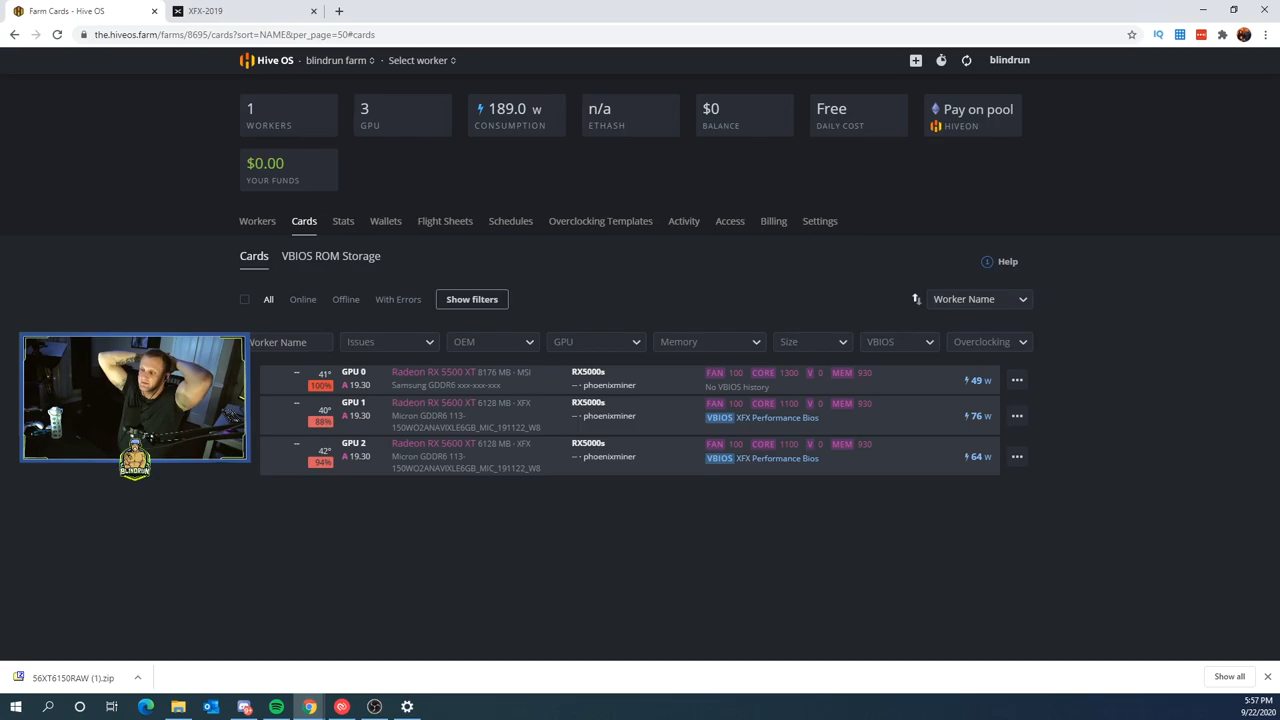 Farm Cards - Hive OS
XFX-2019
the.hiveos.farm/farms/8695/cards?sort=NAME&per_page=50#cards
Hive OS · blindrun farm · Select worker
blindrun
1
WORKERS
3
GPU
189.0 w
CONSUMPTION
n/a
ETHASH
$0
BALANCE
Free
DAILY COST
Pay on pool
HIVEON
$0.00
YOUR FUNDS
Workers Cards Stats Wallets Flight Sheets Schedules Overclocking Templates Activity Access Billing Settings
Cards VBIOS ROM Storage
Help
All Online Offline With Errors Show filters
Worker Name
Worker Name Issues OEM GPU Memory Size VBIOS Overclocking
-- 41° GPU 0 Radeon RX 5500 XT 8176 MB · MSI RX5000s FAN 100 CORE 1300 V 0 MEM 930
100% A 19.30 Samsung GDDR6 xxx-xxx-xxx -- · phoenixminer No VBIOS history
49 w
-- 40° GPU 1 Radeon RX 5600 XT 6128 MB · XFX RX5000s FAN 100 CORE 1100 V 0 MEM 930
88% A 19.30 Micron GDDR6 113- -- · phoenixminer VBIOS XFX Performance Bios
150WO2ANAVIXLE6GB_MIC_191122_W8
76 w
-- 42° GPU 2 Radeon RX 5600 XT 6128 MB · XFX RX5000s FAN 100 CORE 1100 V 0 MEM 930
94% A 19.30 Micron GDDR6 113- -- · phoenixminer VBIOS XFX Performance Bios
150WO2ANAVIXLE6GB_MIC_191122_W8
64 w
BLINDRUN
56XT6150RAW (1).zip
Show all
5:57 PM
9/22/2020